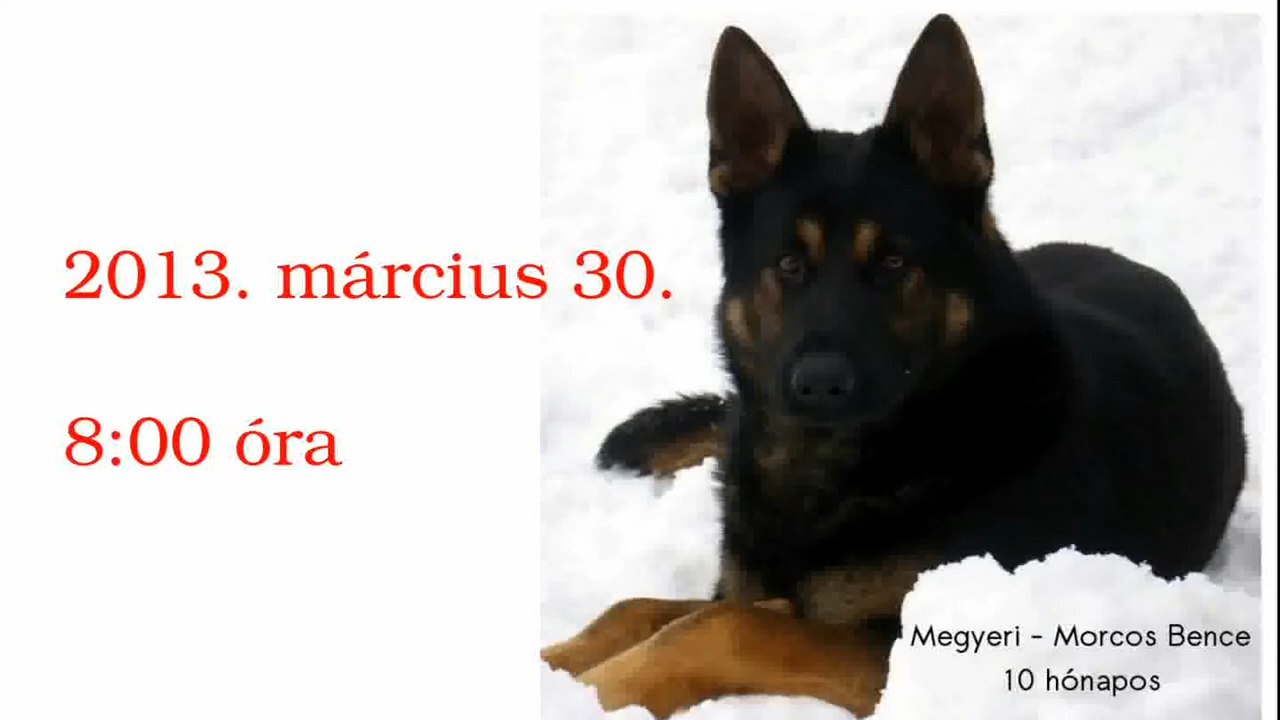 2013. március 30.
8:00 óra
Megyeri - Morcos Bence
10 hónapos